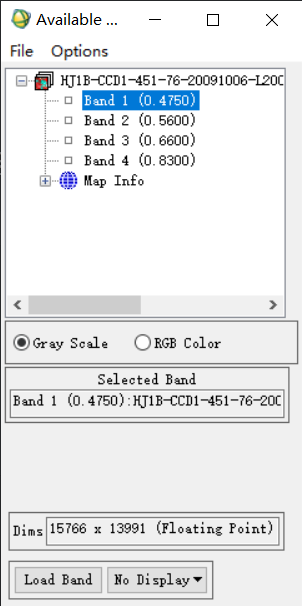 Available ...
File Options
HJ1B-CCD1-451-76-20091006-L20
Band 1 (0.4750)
Band 2 (0.5600)
Band 3 (0.6600)
Band 4 (0.8300)
Map Info
Gray Scale RGB Color
Selected Band
Band 1 (0.4750):HJ1B-CCD1-451-76-200
Dims 15766 x 13991 (Floating Point)
Load Band No Display